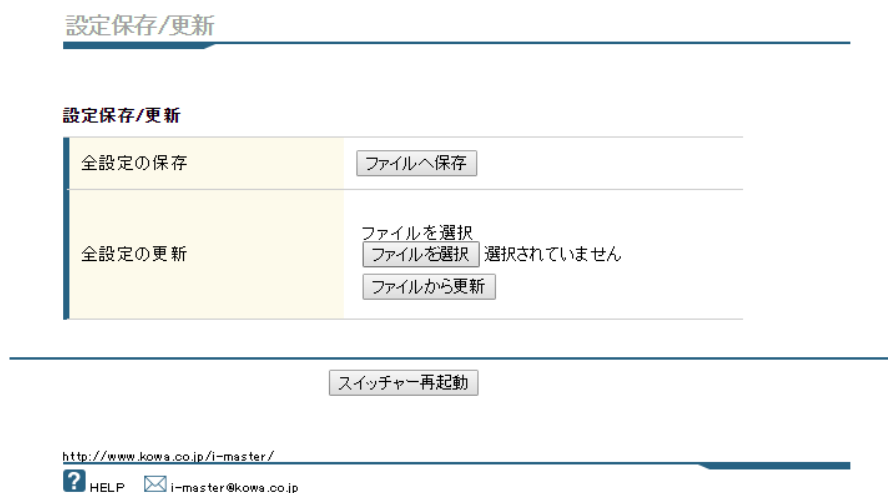 設定保存/更新
設定保存/更新
全設定の保存 ファイルへ保存
ファイルを選択
全設定の更新 ファイルを選択 選択されていません
ファイルから更新
スイッチャー再起動
http://www.kowa.co.jp/i-master/
? HELP i-master@kowa.co.jp